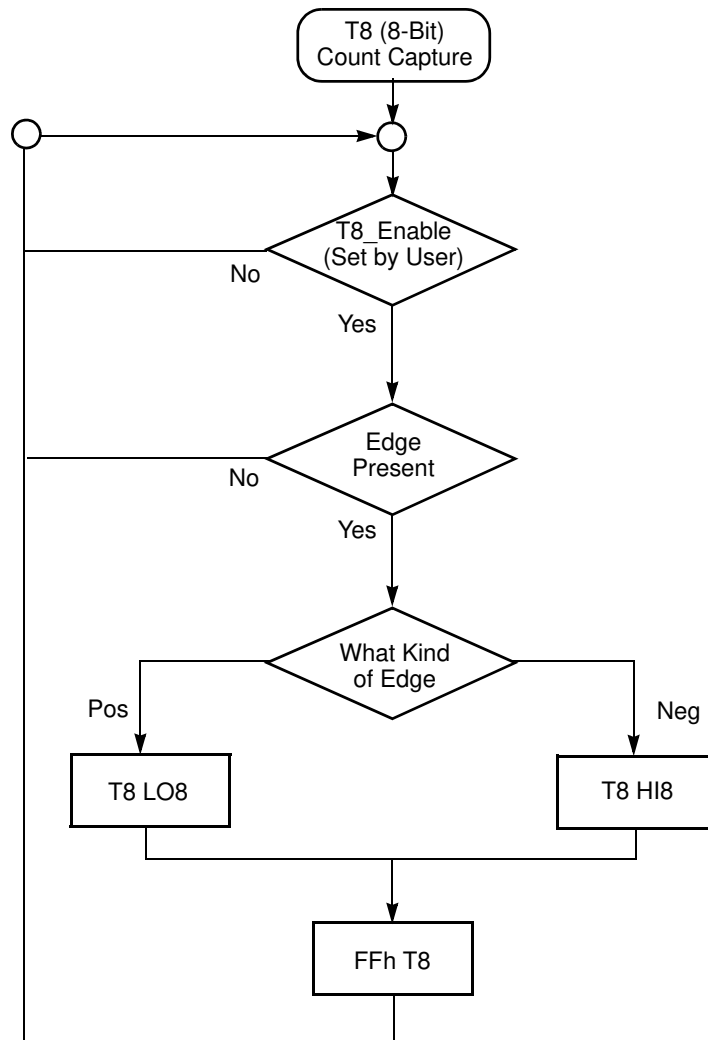 T8 (8-Bit)
Count Capture
T8_Enable
(Set by User)
No
Yes
Edge
Present
No
Yes
What Kind
of Edge
Pos
Neg
T8 LO8
T8 HI8
FFh T8